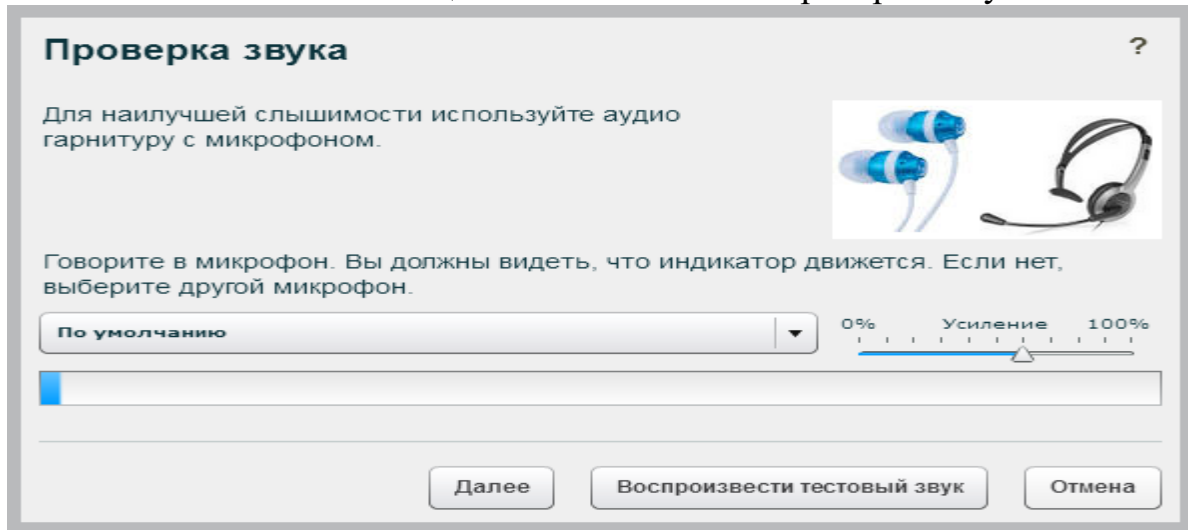 Проверка звука
?
Для наилучшей слышимости используйте аудио
гарнитуру с микрофоном.
Говорите в микрофон. Вы должны видеть, что индикатор движется. Если нет,
выберите другой микрофон.
По умолчанию
0% Усиление 100%
Далее
Воспроизвести тестовый звук
Отмена